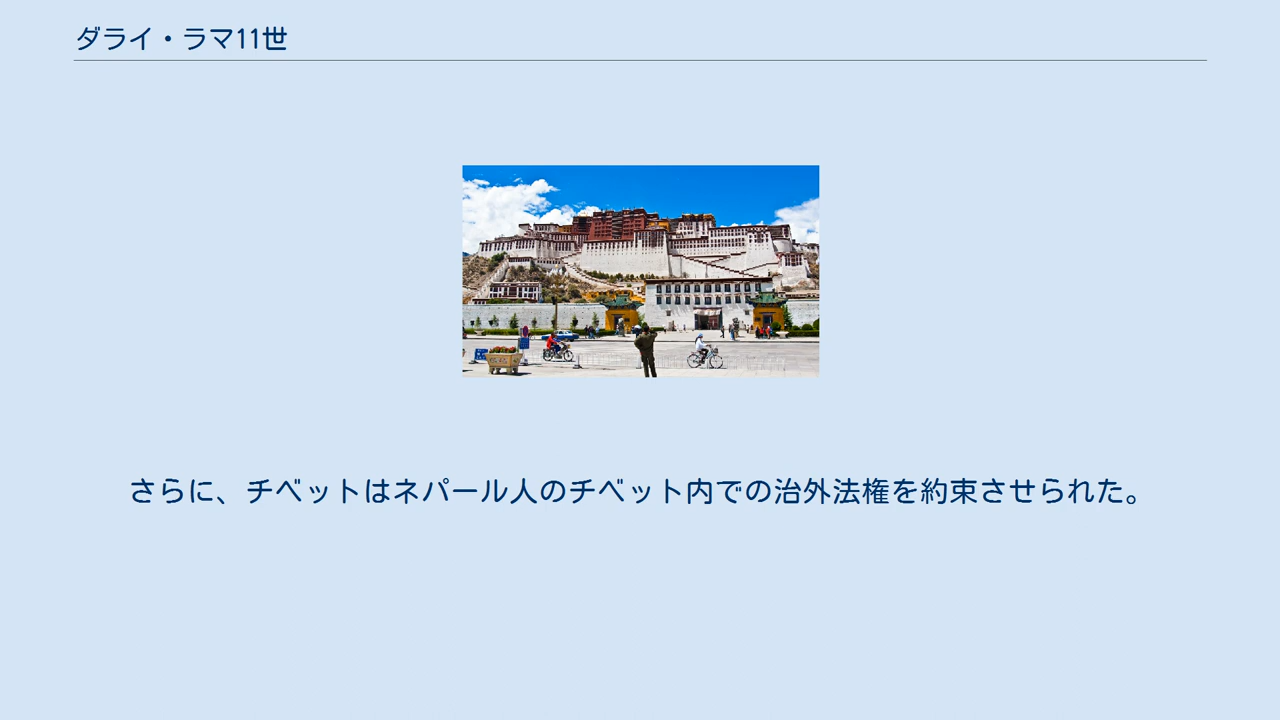 ダライ・ラマ11世
さらに、チベットはネパール人のチベット内での治外法権を約束させられた。